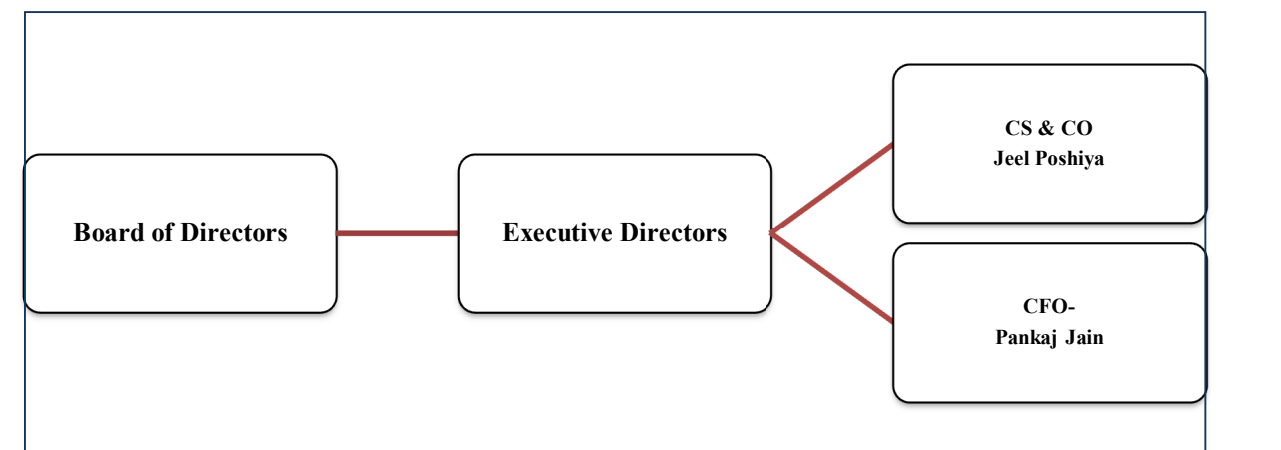 Board of Directors
Executive Directors
CS & CO
Jeel Poshiya
CFO-
Pankaj Jain